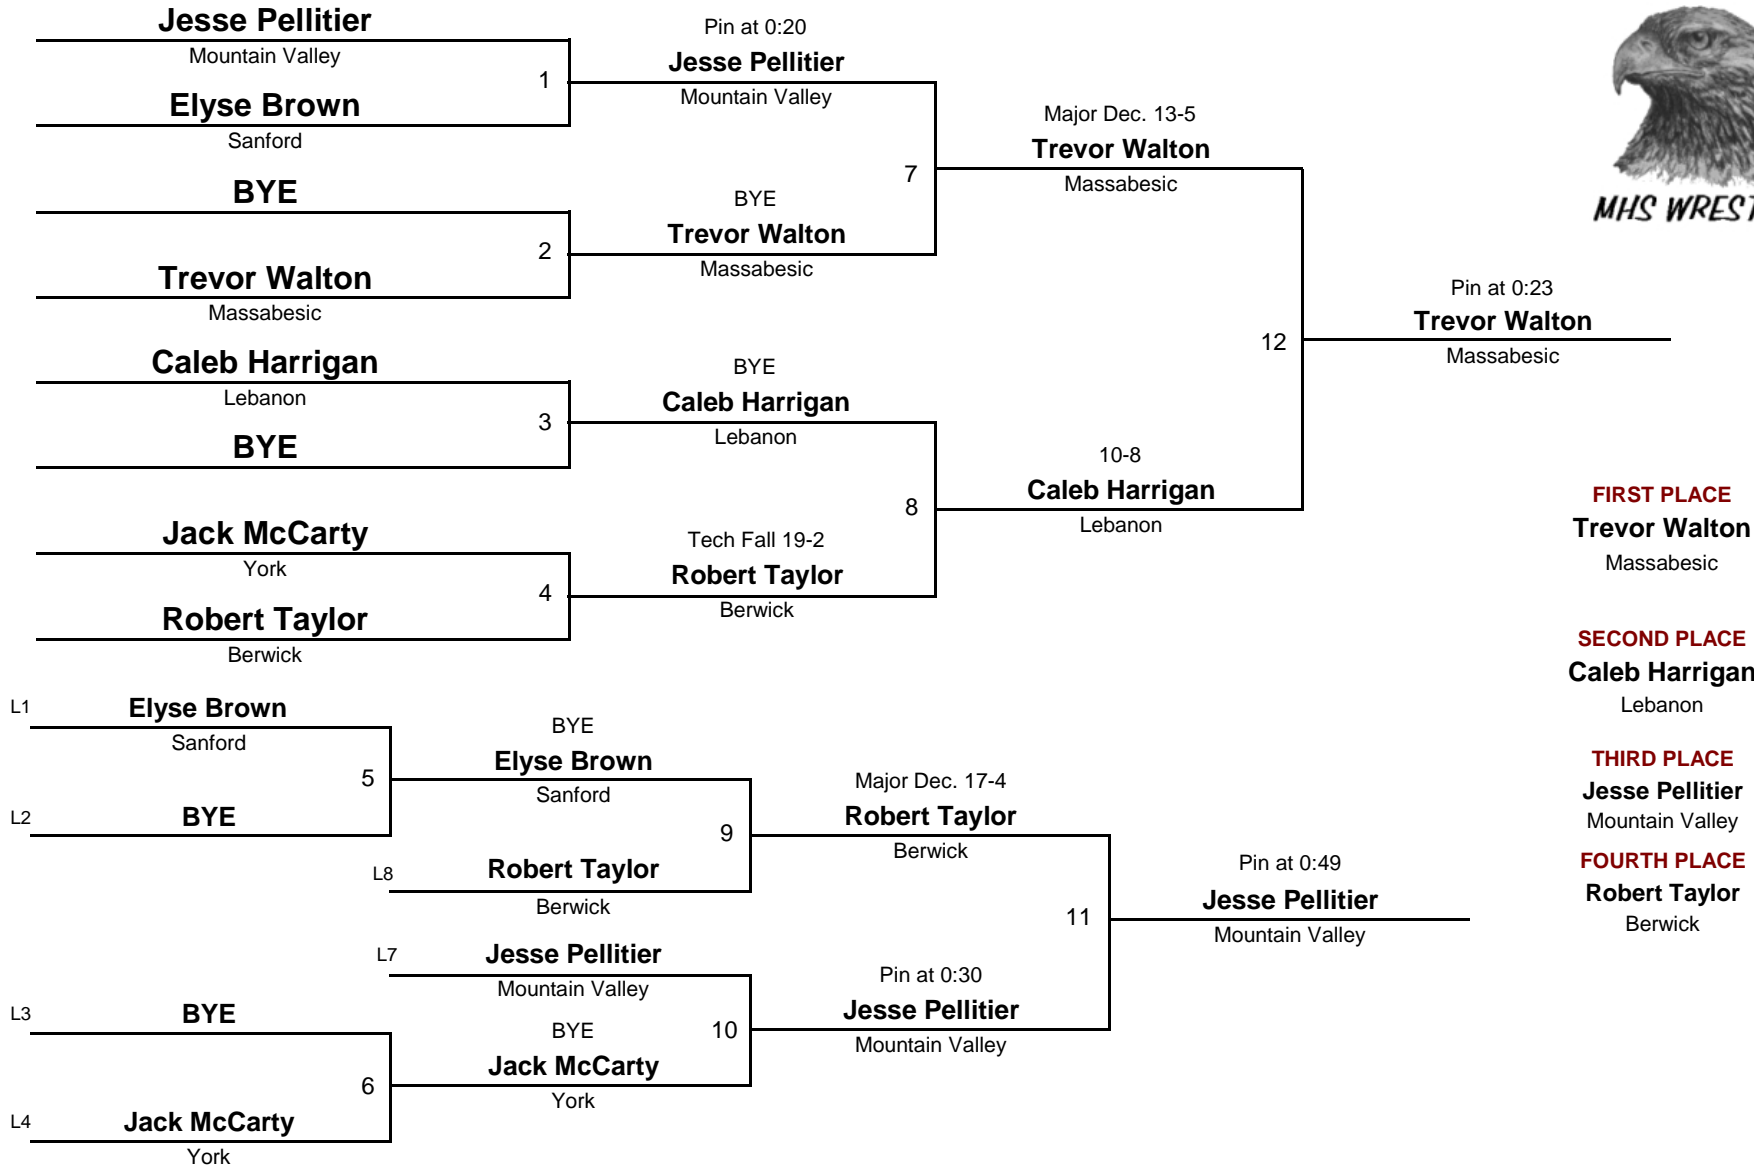 Jesse Pellitier
Mountain Valley
1
Elyse Brown
Sanford
BYE
2
Trevor Walton
Massabesic
Caleb Harrigan
Lebanon
3
BYE
Jack McCarty
York
4
Robert Taylor
Berwick
Pin at 0:20
Jesse Pellitier
Mountain Valley
7
BYE
Trevor Walton
Massabesic
BYE
Caleb Harrigan
Lebanon
8
Tech Fall 19-2
Robert Taylor
Berwick
Major Dec. 13-5
Trevor Walton
Massabesic
12
10-8
Caleb Harrigan
Lebanon
Pin at 0:23
Trevor Walton
Massabesic
MHS WREST
FIRST PLACE
Trevor Walton
Massabesic
SECOND PLACE
Caleb Harrigan
Lebanon
THIRD PLACE
Jesse Pellitier
Mountain Valley
FOURTH PLACE
Robert Taylor
Berwick
L1
Elyse Brown
Sanford
5
L2
BYE
BYE
Elyse Brown
Sanford
9
L8
Robert Taylor
Berwick
L7
Jesse Pellitier
Mountain Valley
10
L3
BYE
6
L4
Jack McCarty
York
BYE
Jack McCarty
York
Major Dec. 17-4
Robert Taylor
Berwick
11
Pin at 0:30
Jesse Pellitier
Mountain Valley
Pin at 0:49
Jesse Pellitier
Mountain Valley